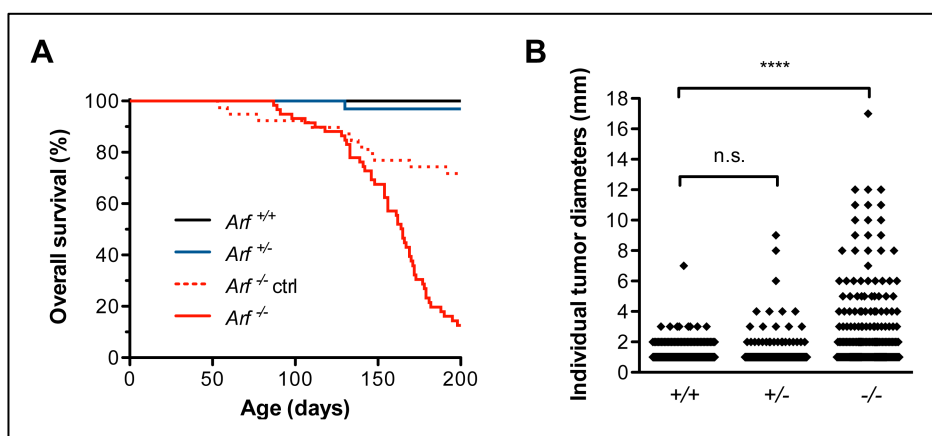 A
Overall survival (%)
100
80
60
40
20
0
Arf +/+
Arf +/-
Arf -/- ctrl
Arf -/-
0 50 100 150 200
Age (days)
B
Individual tumor diameters (mm)
18
16
14
12
10
8
6
4
2
0
****
n.s.
+/+ +/- -/-